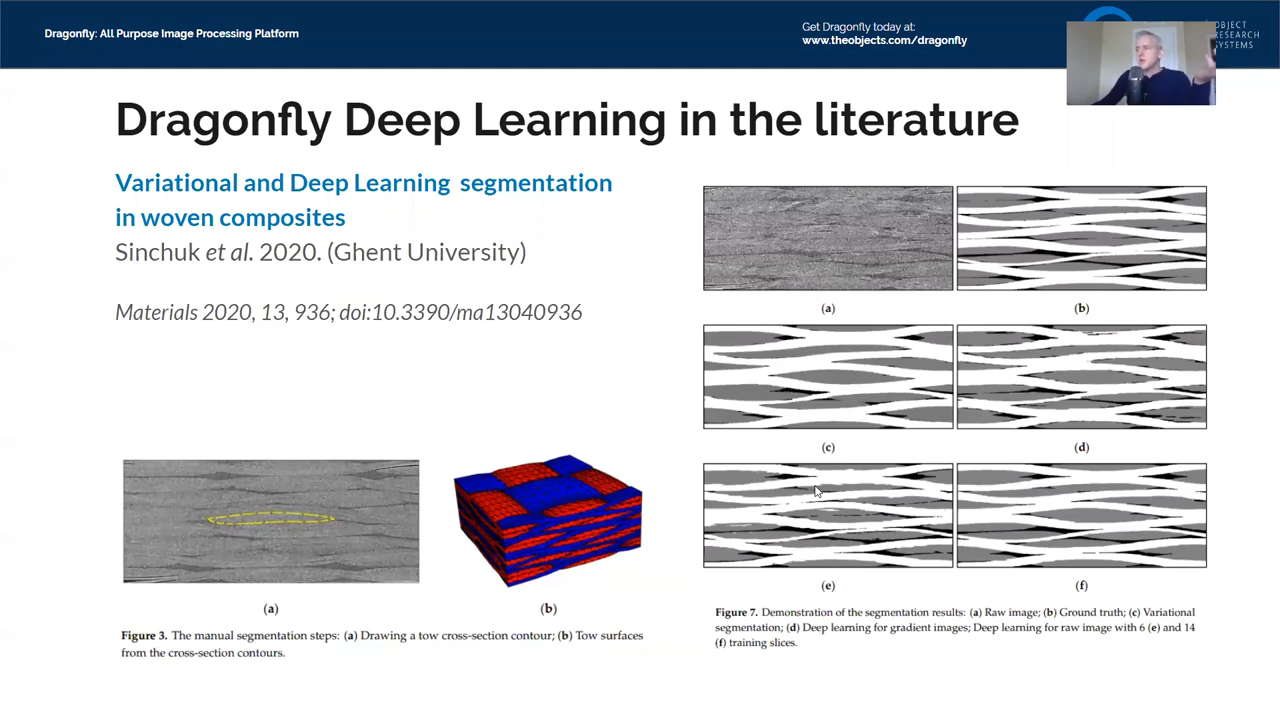 Dragonfly: All Purpose Image Processing Platform
Get Dragonfly today at:
www.theobjects.com/dragonfly
OBJECT
RESEARCH
SYSTEMS
Dragonfly Deep Learning in the literature
Variational and Deep Learning segmentation
in woven composites
Sinchuk et al. 2020. (Ghent University)
Materials 2020, 13, 936; doi:10.3390/ma13040936
(a)
(b)
Figure 3. The manual segmentation steps: (a) Drawing a tow cross-section contour; (b) Tow surfaces
from the cross-section contours.
(a)
(b)
(c)
(d)
(e)
(f)
Figure 7. Demonstration of the segmentation results: (a) Raw image; (b) Ground truth; (c) Variational
segmentation; (d) Deep learning for gradient images; Deep learning for raw image with 6 (e) and 14
(f) training slices.